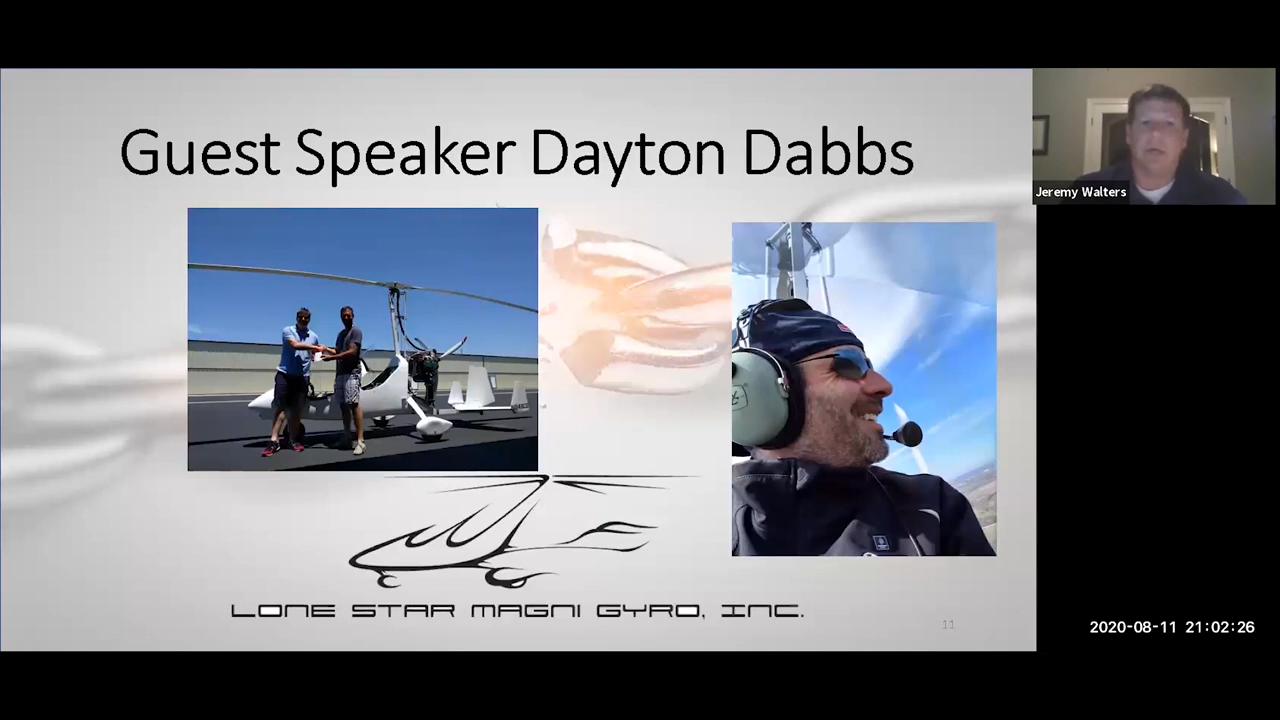 Guest Speaker Dayton Dabbs
Jeremy Walters
LONE STAR MAGNI GYRO, INC.
11
2020-08-11 21:02:26